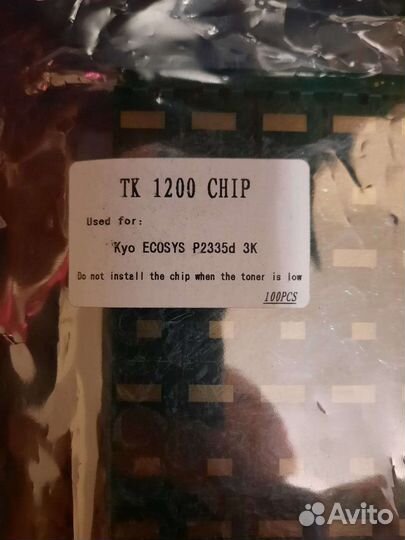 TK 1200 CHIP
Used for:
Kyo ECOSYS P2335d 3K
Do not install the chip when the toner is low
100PCS
Avito